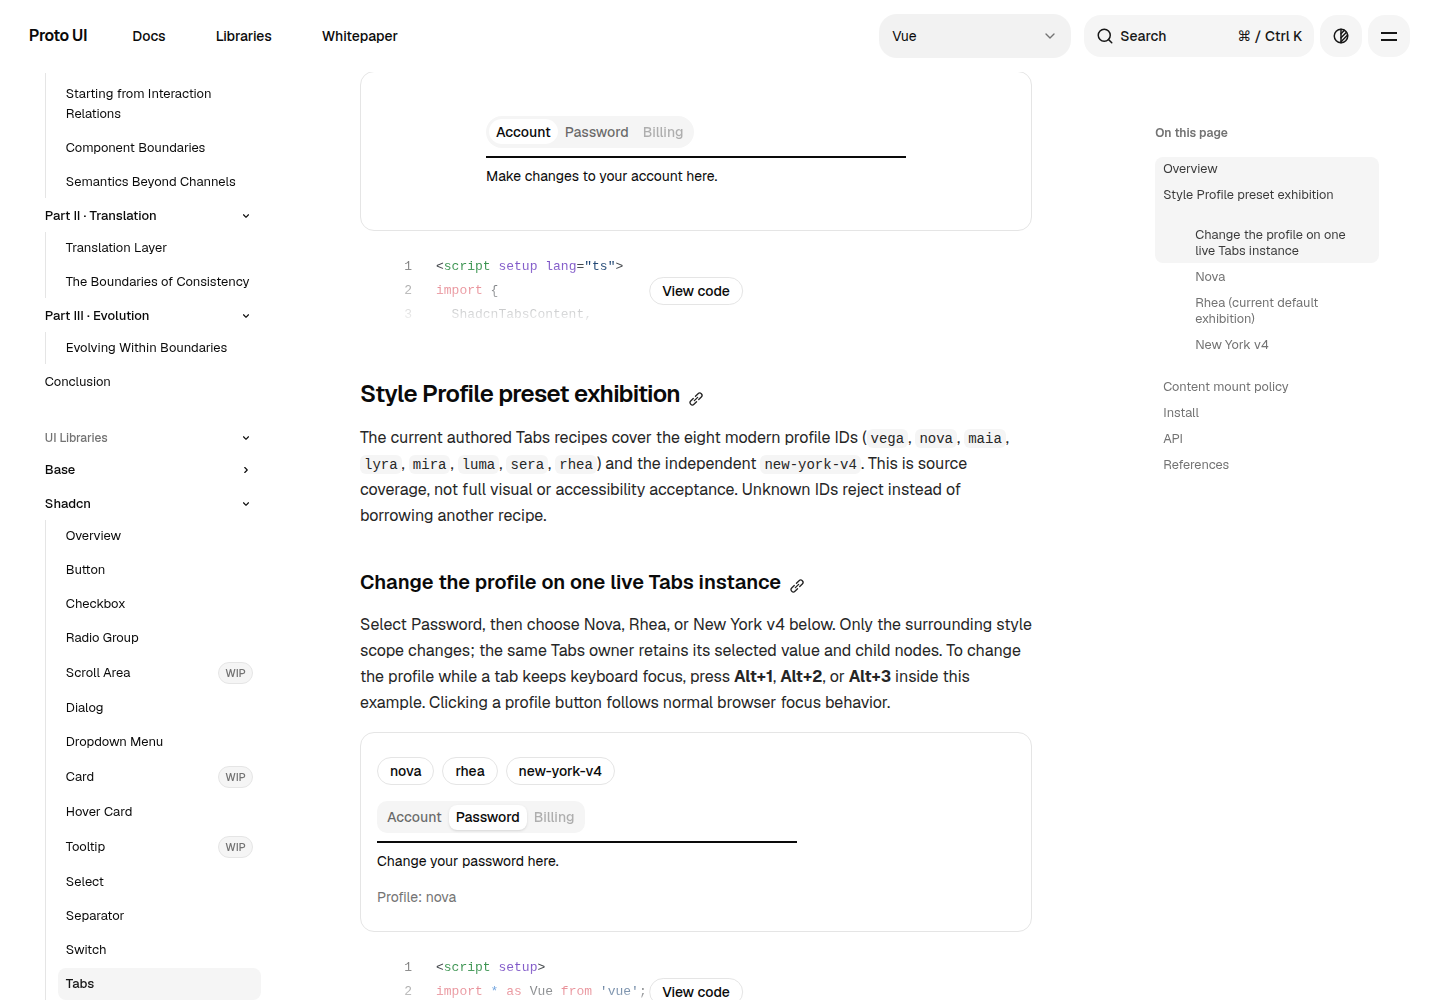 Proto UI
Docs
Libraries
Whitepaper
Vue
Search
⌘ / Ctrl K
Starting from Interaction
Relations
Component Boundaries
Semantics Beyond Channels
Part II · Translation
Translation Layer
The Boundaries of Consistency
Part III · Evolution
Evolving Within Boundaries
Conclusion
UI Libraries
Base
Shadcn
Overview
Button
Checkbox
Radio Group
Scroll Area WIP
Dialog
Dropdown Menu
Card WIP
Hover Card
Tooltip WIP
Select
Separator
Switch
Tabs
Account Password Billing
Make changes to your account here.
1 <script setup lang="ts">
2 import {
3 ShadcnTabsContent,
View code
Style Profile preset exhibition
The current authored Tabs recipes cover the eight modern profile IDs ( vega , nova , maia ,
lyra , mira , luma , sera , rhea ) and the independent new-york-v4 . This is source
coverage, not full visual or accessibility acceptance. Unknown IDs reject instead of
borrowing another recipe.
Change the profile on one live Tabs instance
Select Password, then choose Nova, Rhea, or New York v4 below. Only the surrounding style
scope changes; the same Tabs owner retains its selected value and child nodes. To change
the profile while a tab keeps keyboard focus, press Alt+1, Alt+2, or Alt+3 inside this
example. Clicking a profile button follows normal browser focus behavior.
nova rhea new-york-v4
Account Password Billing
Change your password here.
Profile: nova
1 <script setup>
2 import * as Vue from 'vue';
View code
On this page
Overview
Style Profile preset exhibition
Change the profile on one
live Tabs instance
Nova
Rhea (current default
exhibition)
New York v4
Content mount policy
Install
API
References